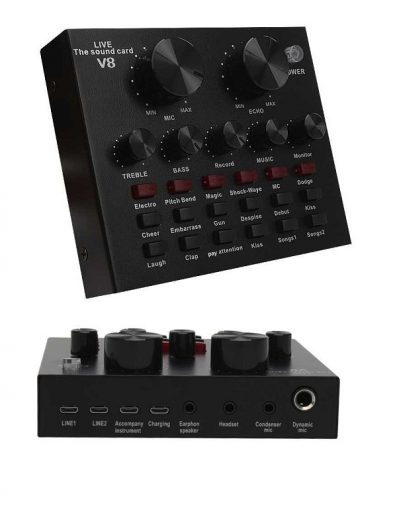 LIVE
The sound card
V8
POWER
MIN MAX
MIC
MIN MAX
ECHO
TREBLE BASS Record MUSIC Monitor
Electro Pitch Bend Magic Shock-Waye MC Dodge
Cheer Embarrass Gun Despise Debut Kiss
Laugh Clap pay attention Kiss Songs1 Songs2
LINE1 LINE2 Accompany
instrument Charging Earphon
speaker Headset Condenser
mic Dynamic
mic